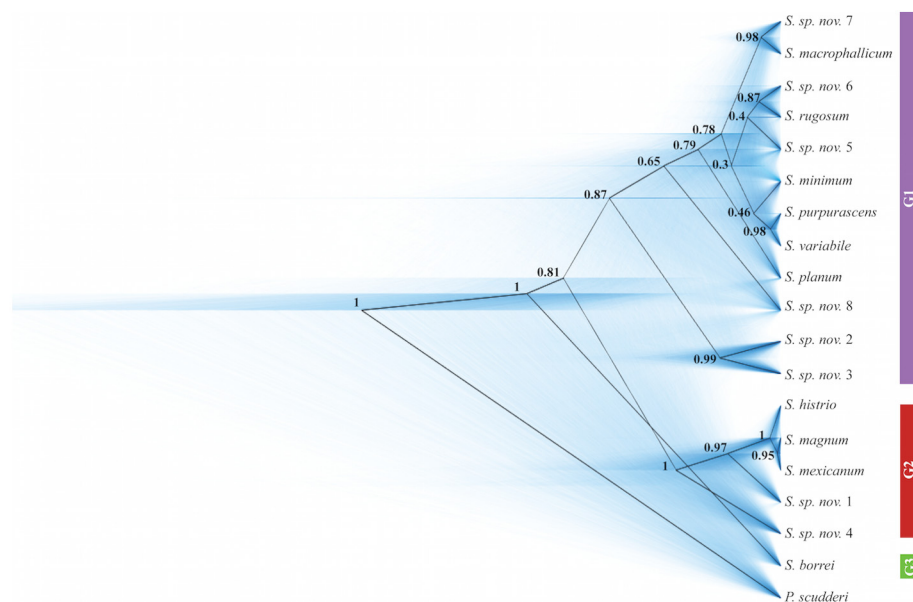 S. sp. nov. 7
0.98
S. macrophallicum
S. sp. nov. 6
0.87
S. rugosum
0.4
0.78
0.79
S. sp. nov. 5
0.65
0.3
S. minimum
0.87
G1
0.46
S. purpurascens
0.98
S. variabile
0.81
S. planum
1
1
S. sp. nov. 8
S. sp. nov. 2
0.99
S. sp. nov. 3
S. histrio
1
S. magnum
0.97
0.95
1
S. mexicanum
G2
S. sp. nov. 1
S. sp. nov. 4
S. borrei
G3
P. scudderi